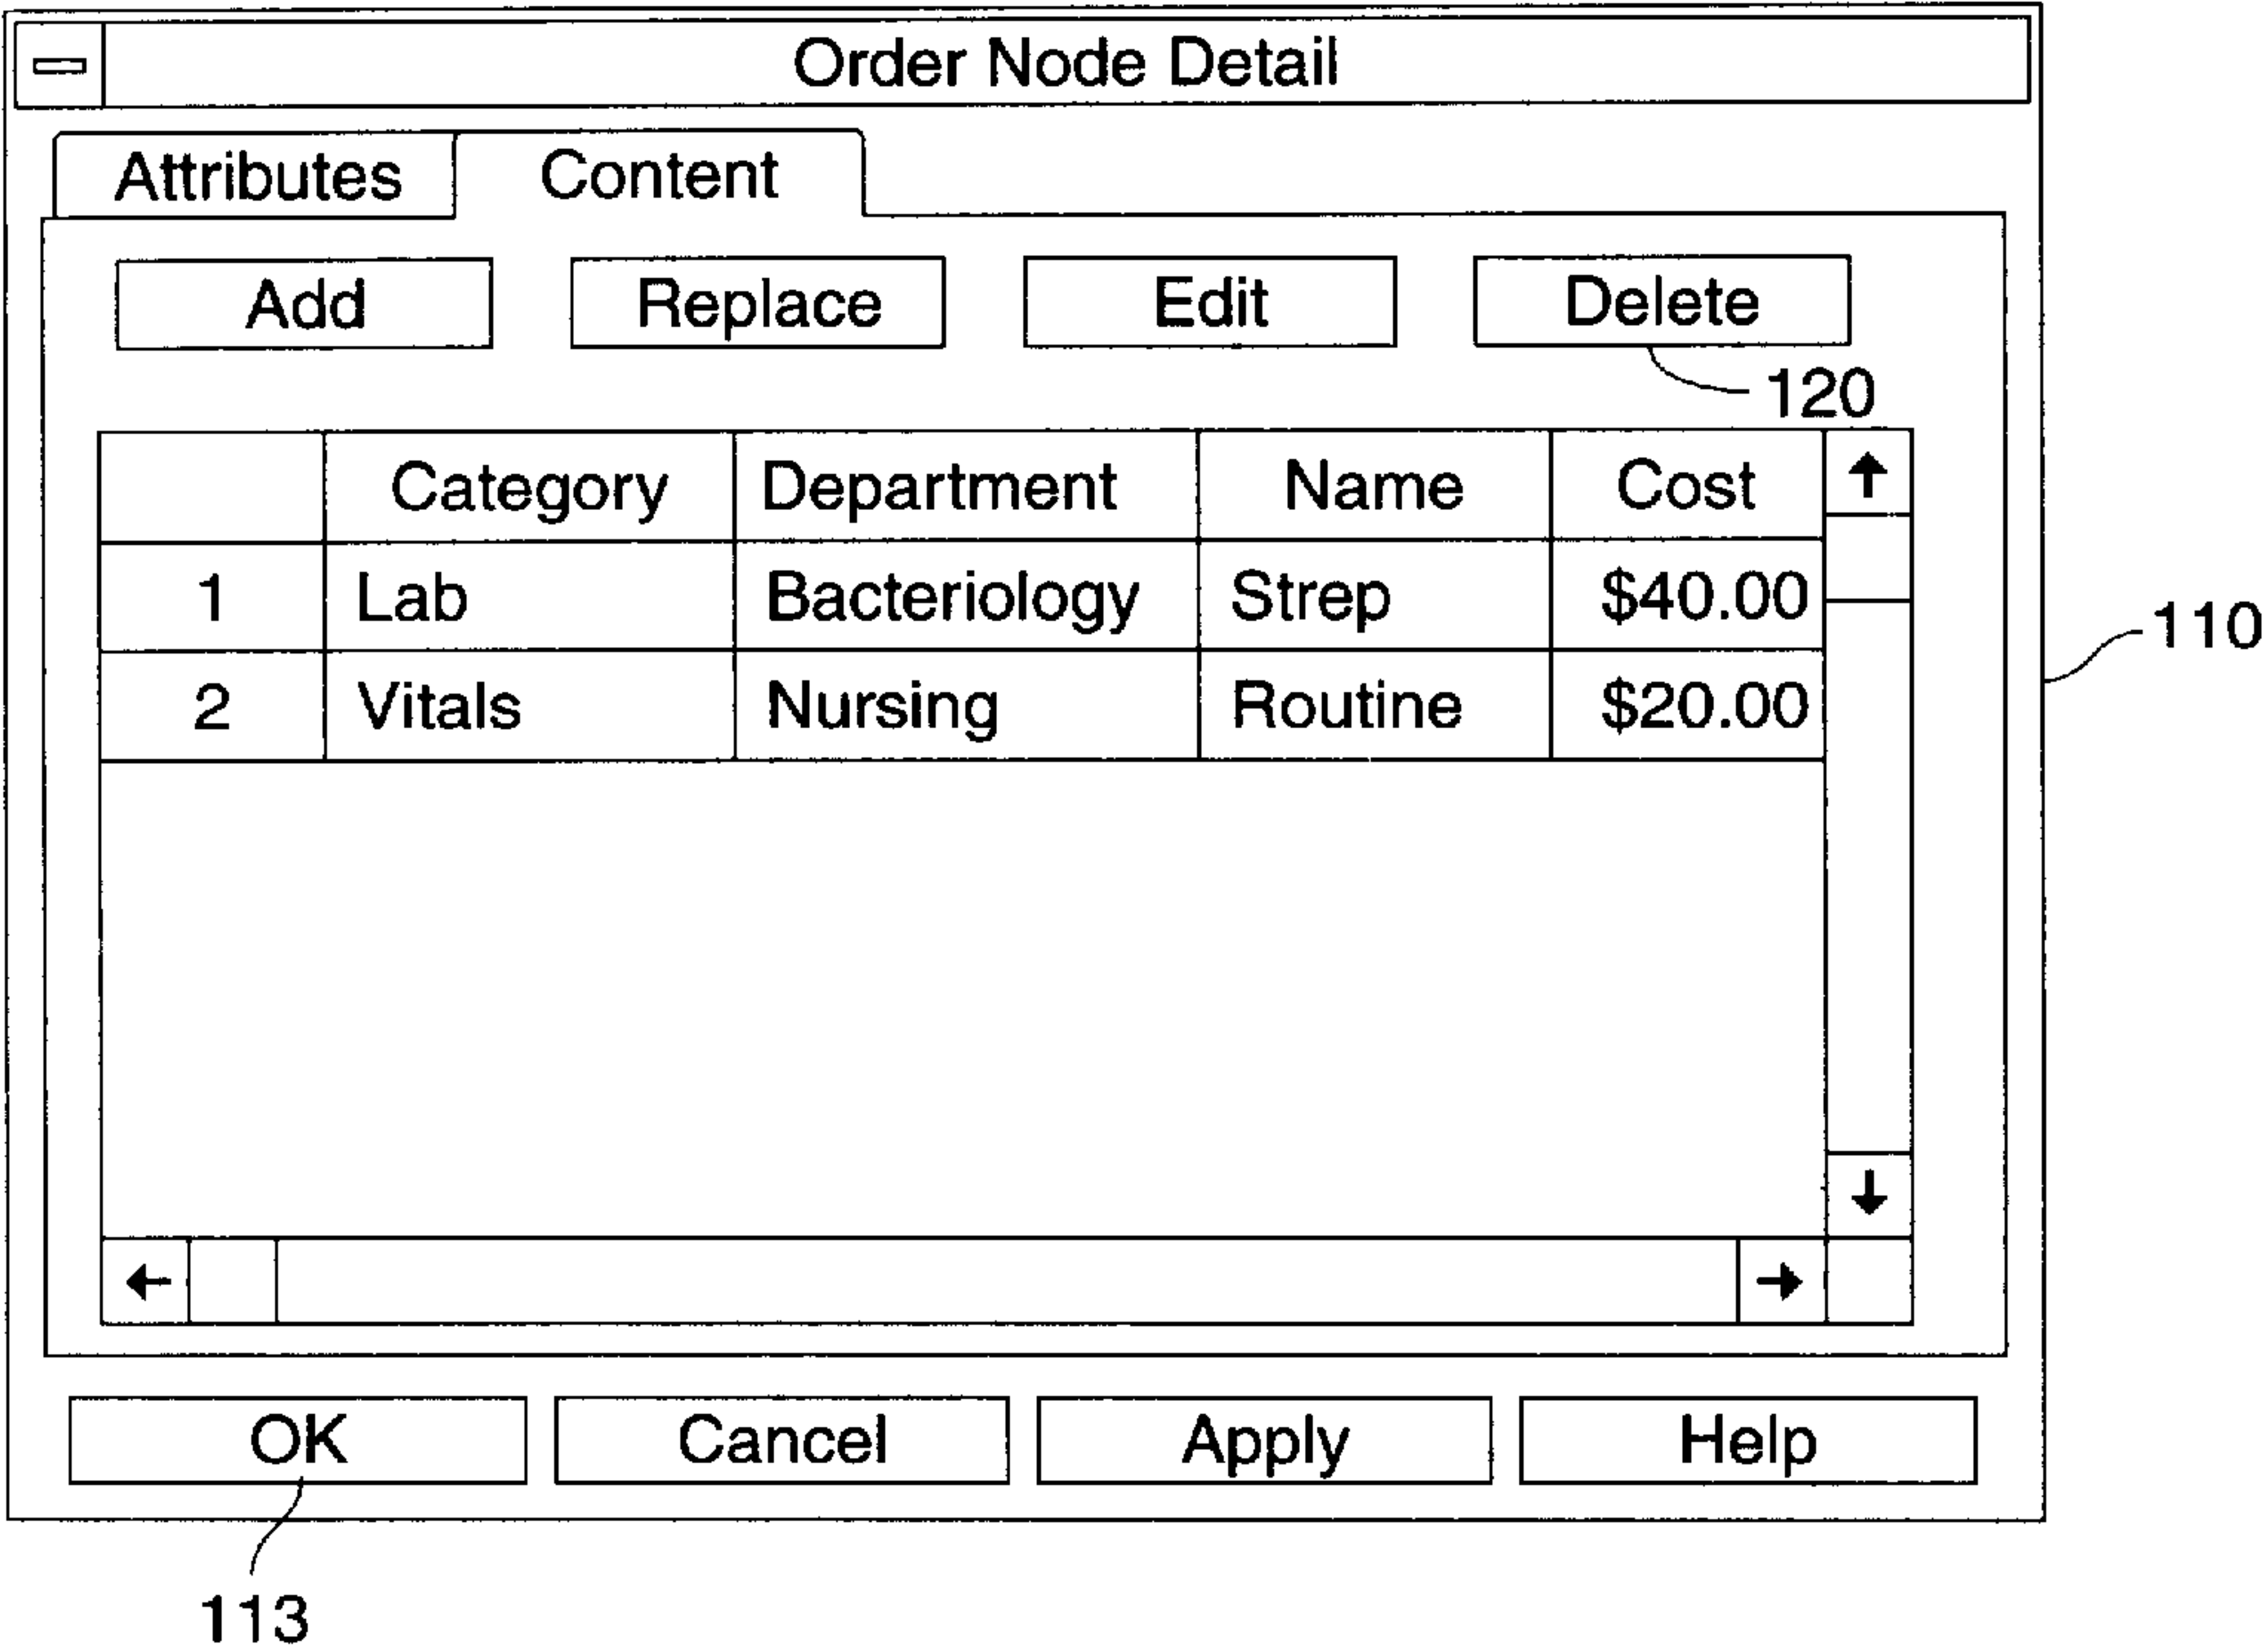 Order Node Detail
Attributes Content
Add Replace Edit Delete
120
Category Department Name Cost
1 Lab Bacteriology Strep $40.00
110
2 Vitals Nursing Routine $20.00
OK Cancel Apply Help
113